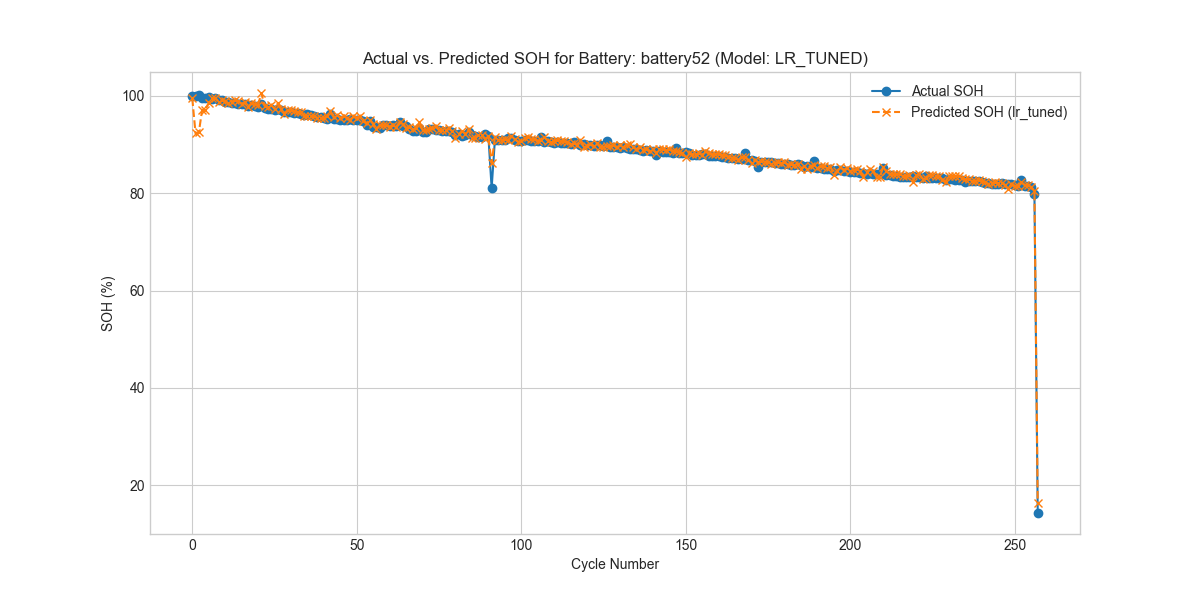 Actual vs. Predicted SOH for Battery: battery52 (Model: LR_TUNED)
Actual SOH
Predicted SOH (lr_tuned)
SOH (%)
100
80
60
40
20
0 50 100 150 200 250
Cycle Number